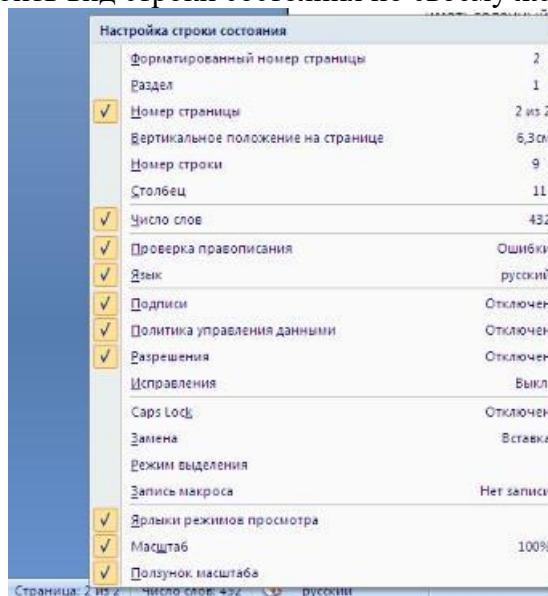 Настройка строки состояния
Форматированный номер страницы 2
Раздел 1
Номер страницы 2 из 2
Вертикальное положение на странице 6,3см
Номер строки 9
Столбец 11
Число слов 432
Проверка правописания Ошибки
Язык русский
Подписи Отключен
Политика управления данными Отключен
Разрешения Отключен
Исправления Выкл
Caps Lock Отключен
Замена Вставка
Режим выделения
Запись макроса Нет записи
Ярлыки режимов просмотра
Масштаб 100%
Ползунок масштаба
Страница: 2 из 2 Число слов: 432 русский